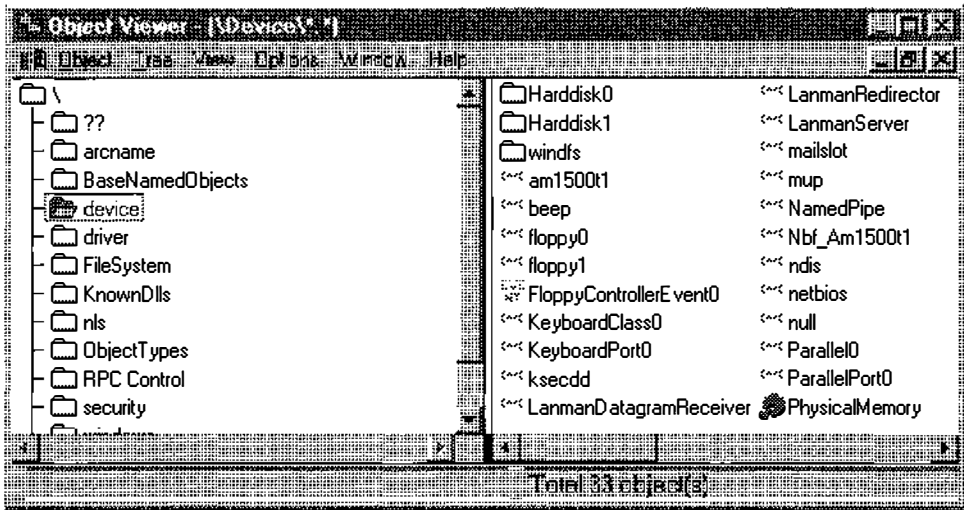 Object Viewer - [\Device\*.*]
Object Tree View Options Window Help
\
??
arcname
BaseNamedObjects
device
driver
FileSystem
KnownDlls
nls
ObjectTypes
RPC Control
security
windows
Harddisk0
Harddisk1
windfs
am1500t1
beep
floppy0
floppy1
FloppyControllerEvent0
KeyboardClass0
KeyboardPort0
ksecdd
LanmanDatagramReceiver
LanmanRedirector
LanmanServer
mailslot
mup
NamedPipe
Nbf_Am1500t1
ndis
netbios
null
Parallel0
ParallelPort0
PhysicalMemory
Total 33 object(s)